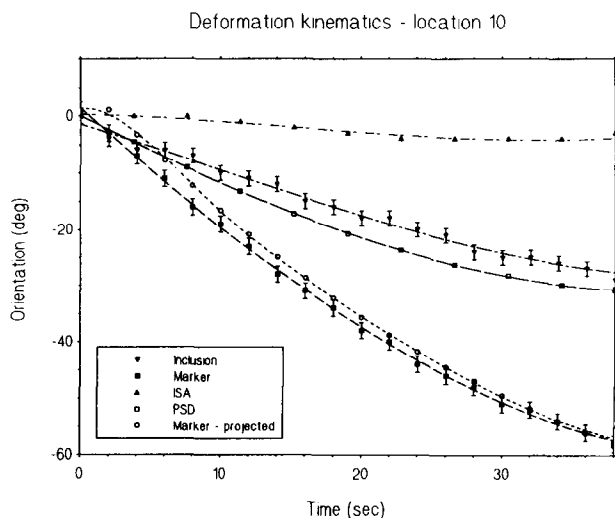 Deformation kinematics - location 10
0
-20
-40
-60
Orientation (deg)
Inclusion
Marker
ISA
PSD
Marker - projected
0
10
20
30
Time (sec)